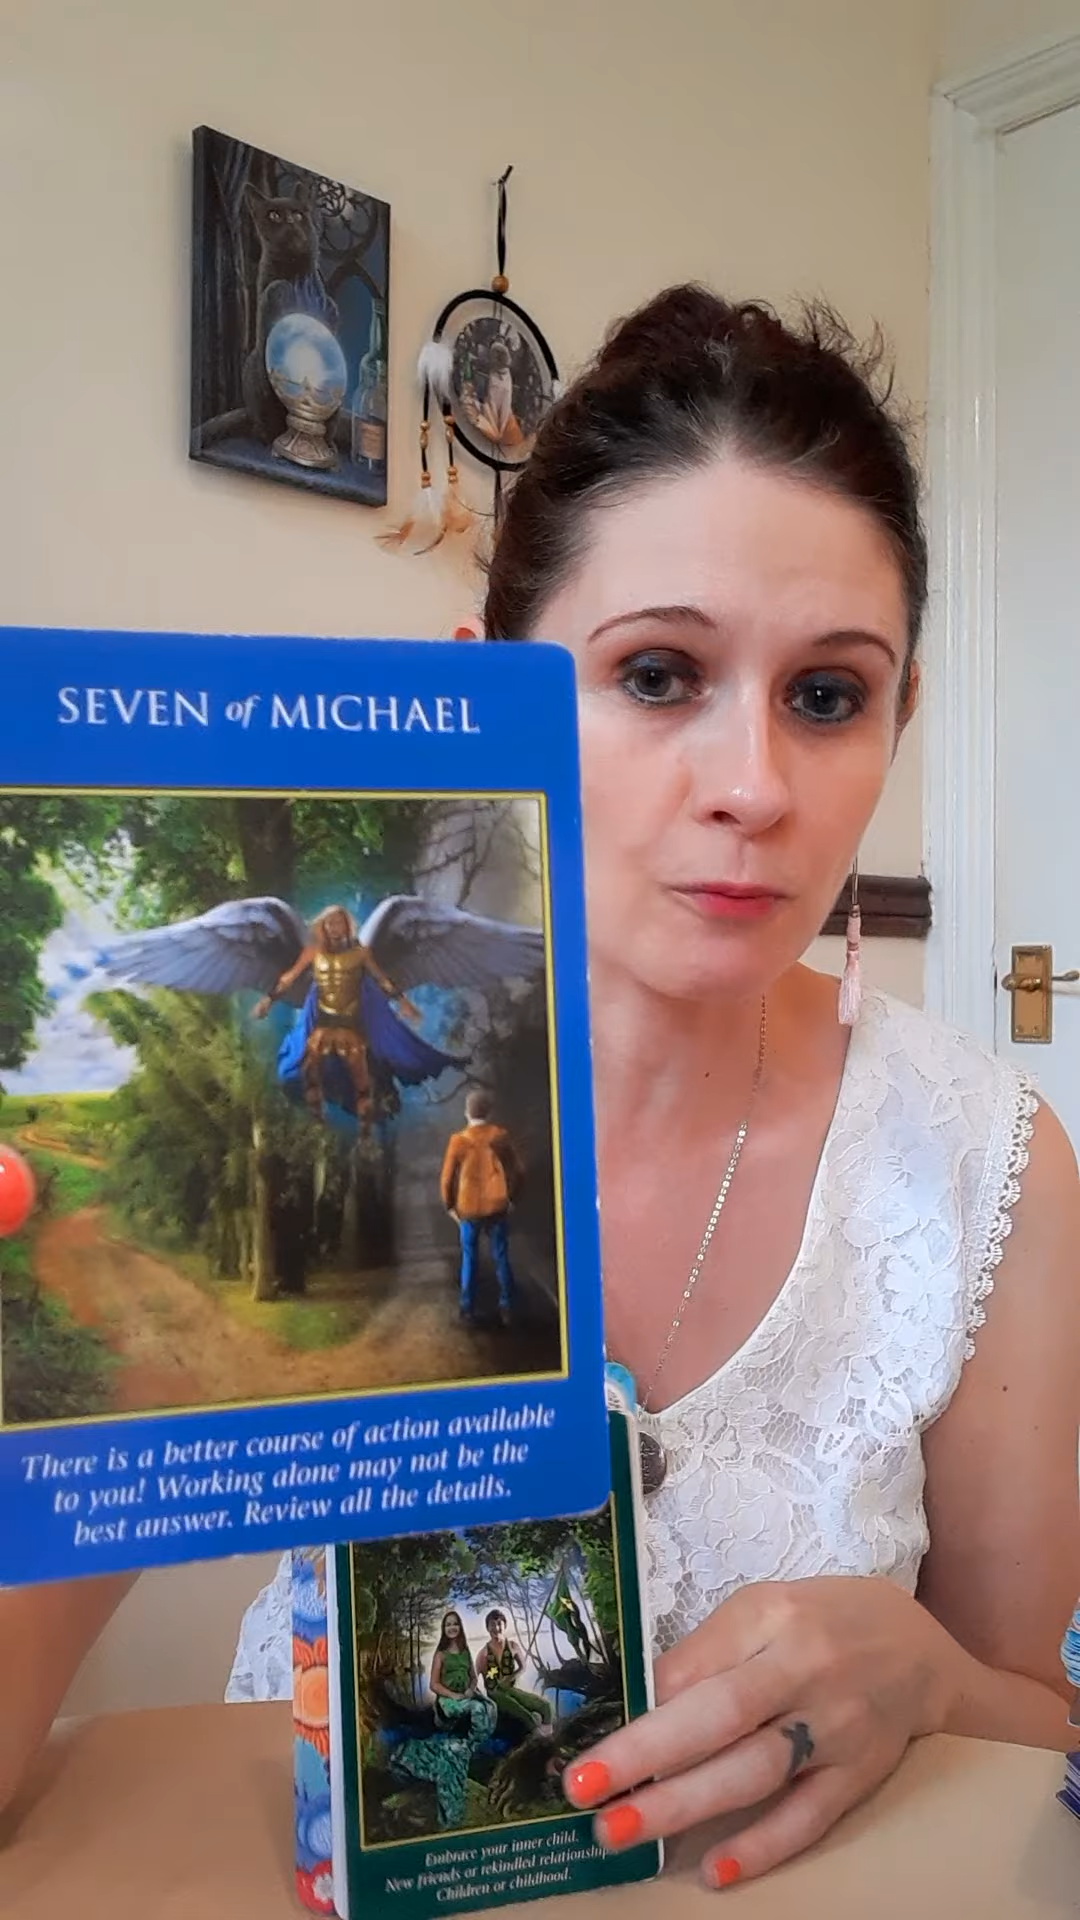 SEVEN of MICHAEL
There is a better course of action available
to you! Working alone may not be the
best answer. Review all the details.
Embrace your inner child.
New friends or rekindled relationship
Children or childhood.